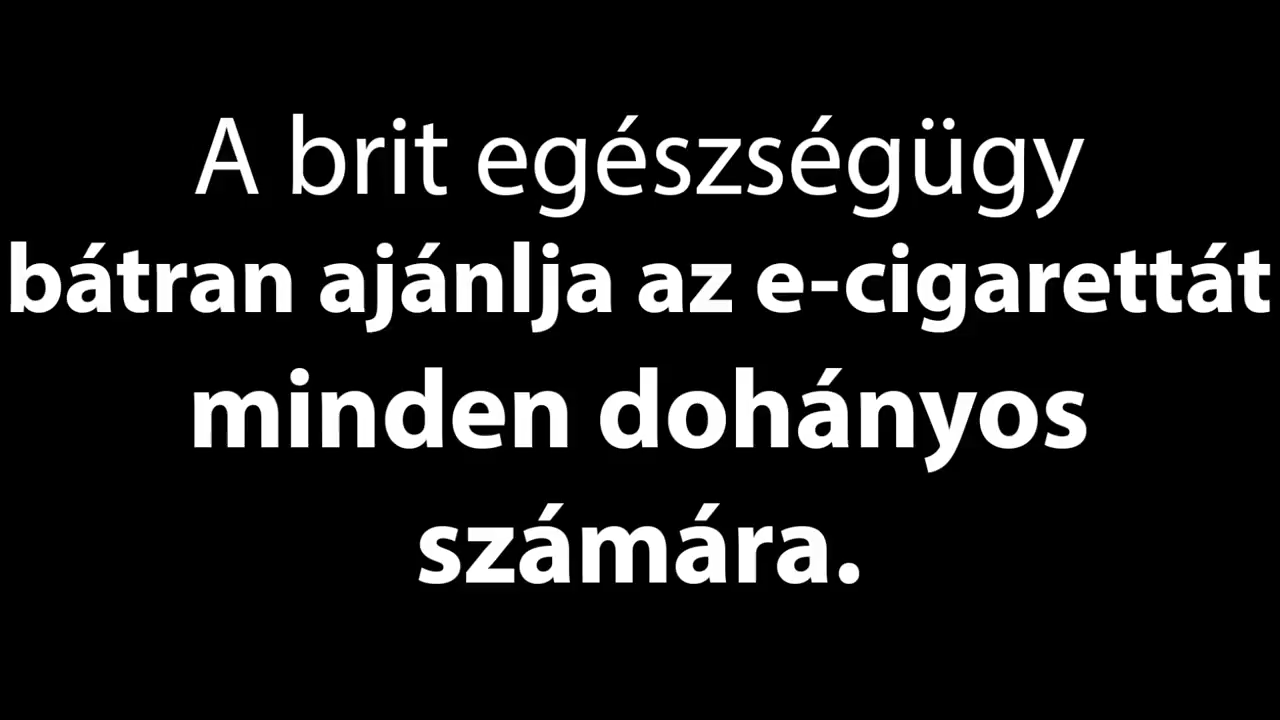 A brit egészségügy
bátran ajánlja az e-cigarettát
minden dohányos
számára.